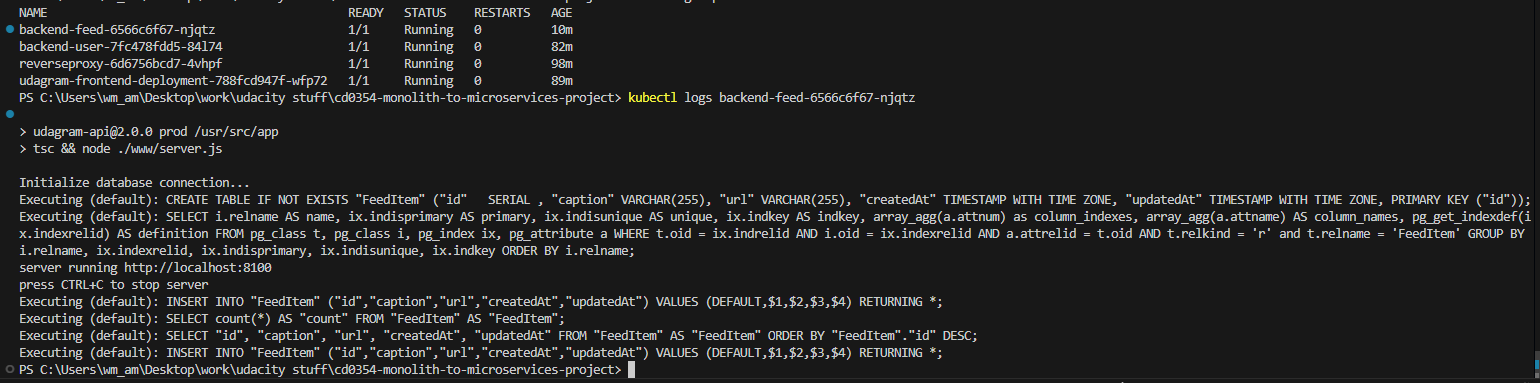 NAME READY STATUS RESTARTS AGE
backend-feed-6566c6f67-njqtz 1/1 Running 0 10m
backend-user-7fc478fdd5-84l74 1/1 Running 0 82m
reverseproxy-6d6756bcd7-4vhpf 1/1 Running 0 98m
udagram-frontend-deployment-788fcd947f-wfp72 1/1 Running 0 89m
PS C:\Users\wm_am\Desktop\work\udacity stuff\cd0354-monolith-to-microservices-project> kubectl logs backend-feed-6566c6f67-njqtz
> udagram-api@2.0.0 prod /usr/src/app
> tsc && node ./www/server.js
Initialize database connection...
Executing (default): CREATE TABLE IF NOT EXISTS "FeedItem" ("id"   SERIAL , "caption" VARCHAR(255), "url" VARCHAR(255), "createdAt" TIMESTAMP WITH TIME ZONE, "updatedAt" TIMESTAMP WITH TIME ZONE, PRIMARY KEY ("id"));
Executing (default): SELECT i.relname AS name, ix.indisprimary AS primary, ix.indisunique AS unique, ix.indkey AS indkey, array_agg(a.attnum) as column_indexes, array_agg(a.attname) AS column_names, pg_get_indexdef(i
x.indexrelid) AS definition FROM pg_class t, pg_class i, pg_index ix, pg_attribute a WHERE t.oid = ix.indrelid AND i.oid = ix.indexrelid AND a.attrelid = t.oid AND t.relkind = 'r' and t.relname = 'FeedItem' GROUP BY
i.relname, ix.indexrelid, ix.indisprimary, ix.indisunique, ix.indkey ORDER BY i.relname;
server running http://localhost:8100
press CTRL+C to stop server
Executing (default): INSERT INTO "FeedItem" ("id","caption","url","createdAt","updatedAt") VALUES (DEFAULT,$1,$2,$3,$4) RETURNING *;
Executing (default): SELECT count(*) AS "count" FROM "FeedItem" AS "FeedItem";
Executing (default): SELECT "id", "caption", "url", "createdAt", "updatedAt" FROM "FeedItem" AS "FeedItem" ORDER BY "FeedItem"."id" DESC;
Executing (default): INSERT INTO "FeedItem" ("id","caption","url","createdAt","updatedAt") VALUES (DEFAULT,$1,$2,$3,$4) RETURNING *;
PS C:\Users\wm_am\Desktop\work\udacity stuff\cd0354-monolith-to-microservices-project>